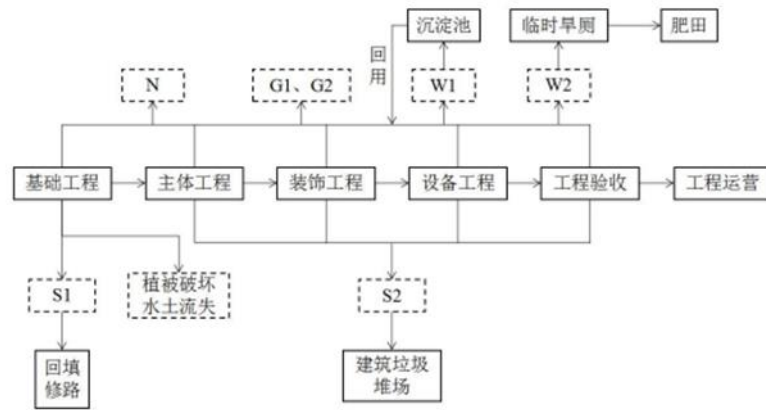 沉淀池
临时旱厕
肥田
回
用
N
G1、G2
W1
W2
基础工程
主体工程
装饰工程
设备工程
工程验收
工程运营
S1
植被破坏
水土流失
S2
回填
修路
建筑垃圾
堆场